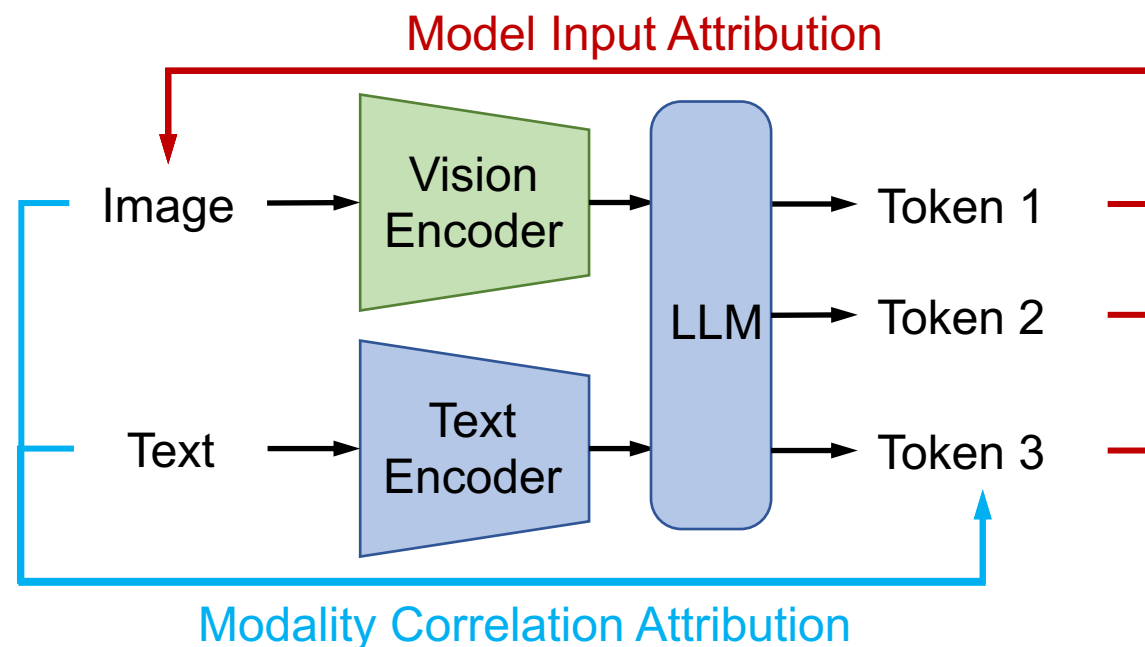 Model Input Attribution
Image
Vision
Encoder
Token 1
LLM
Token 2
Text
Text
Encoder
Token 3
Modality Correlation Attribution